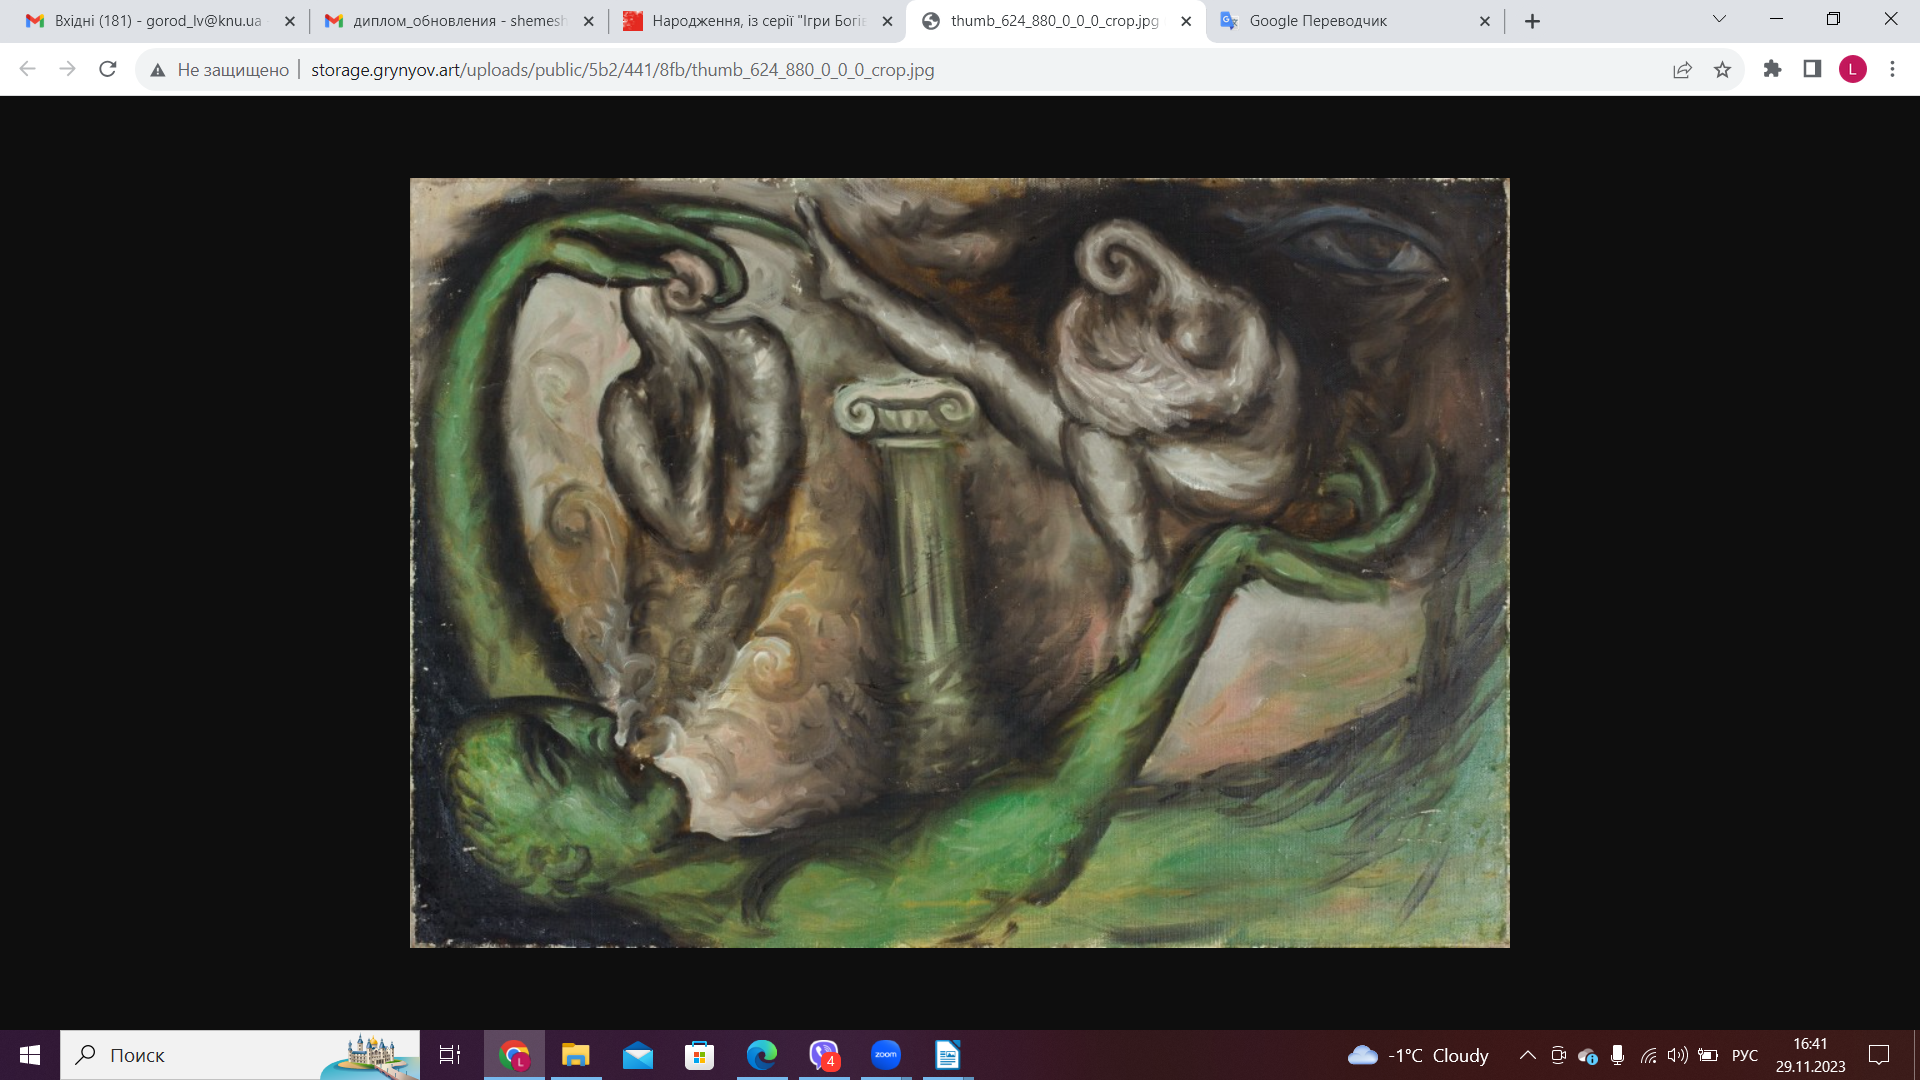 Вхідні (181) - gorod_lv@knu.ua
диплом_обновления - shemesh
Народження, із серії "Ігри Богів
thumb_624_880_0_0_0_crop.jpg
Google Переводчик
Не защищено
storage.grynyov.art/uploads/public/5b2/441/8fb/thumb_624_880_0_0_0_crop.jpg
L
Поиск
L
4
zoom
-1°C Cloudy
РУС
16:41
29.11.2023